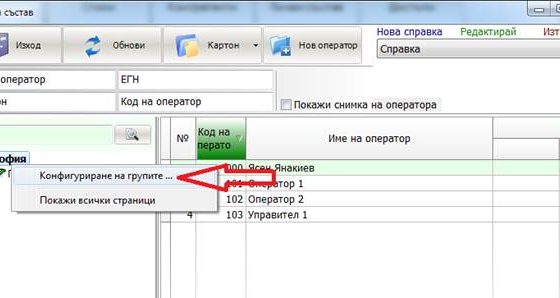 състав
Нова справка Редактирай Изт
Изход Обнови Картон Нов оператор
Справка
оператор ЕГН
он Код на оператор Покажи снимка на оператора
№ Код на Име на оператор
перато
офия
000 Ясен Янакиев
Конфигуриране на групите ...
101 Оператор 1
Покажи всички страници
102 Оператор 2
4 103 Управител 1